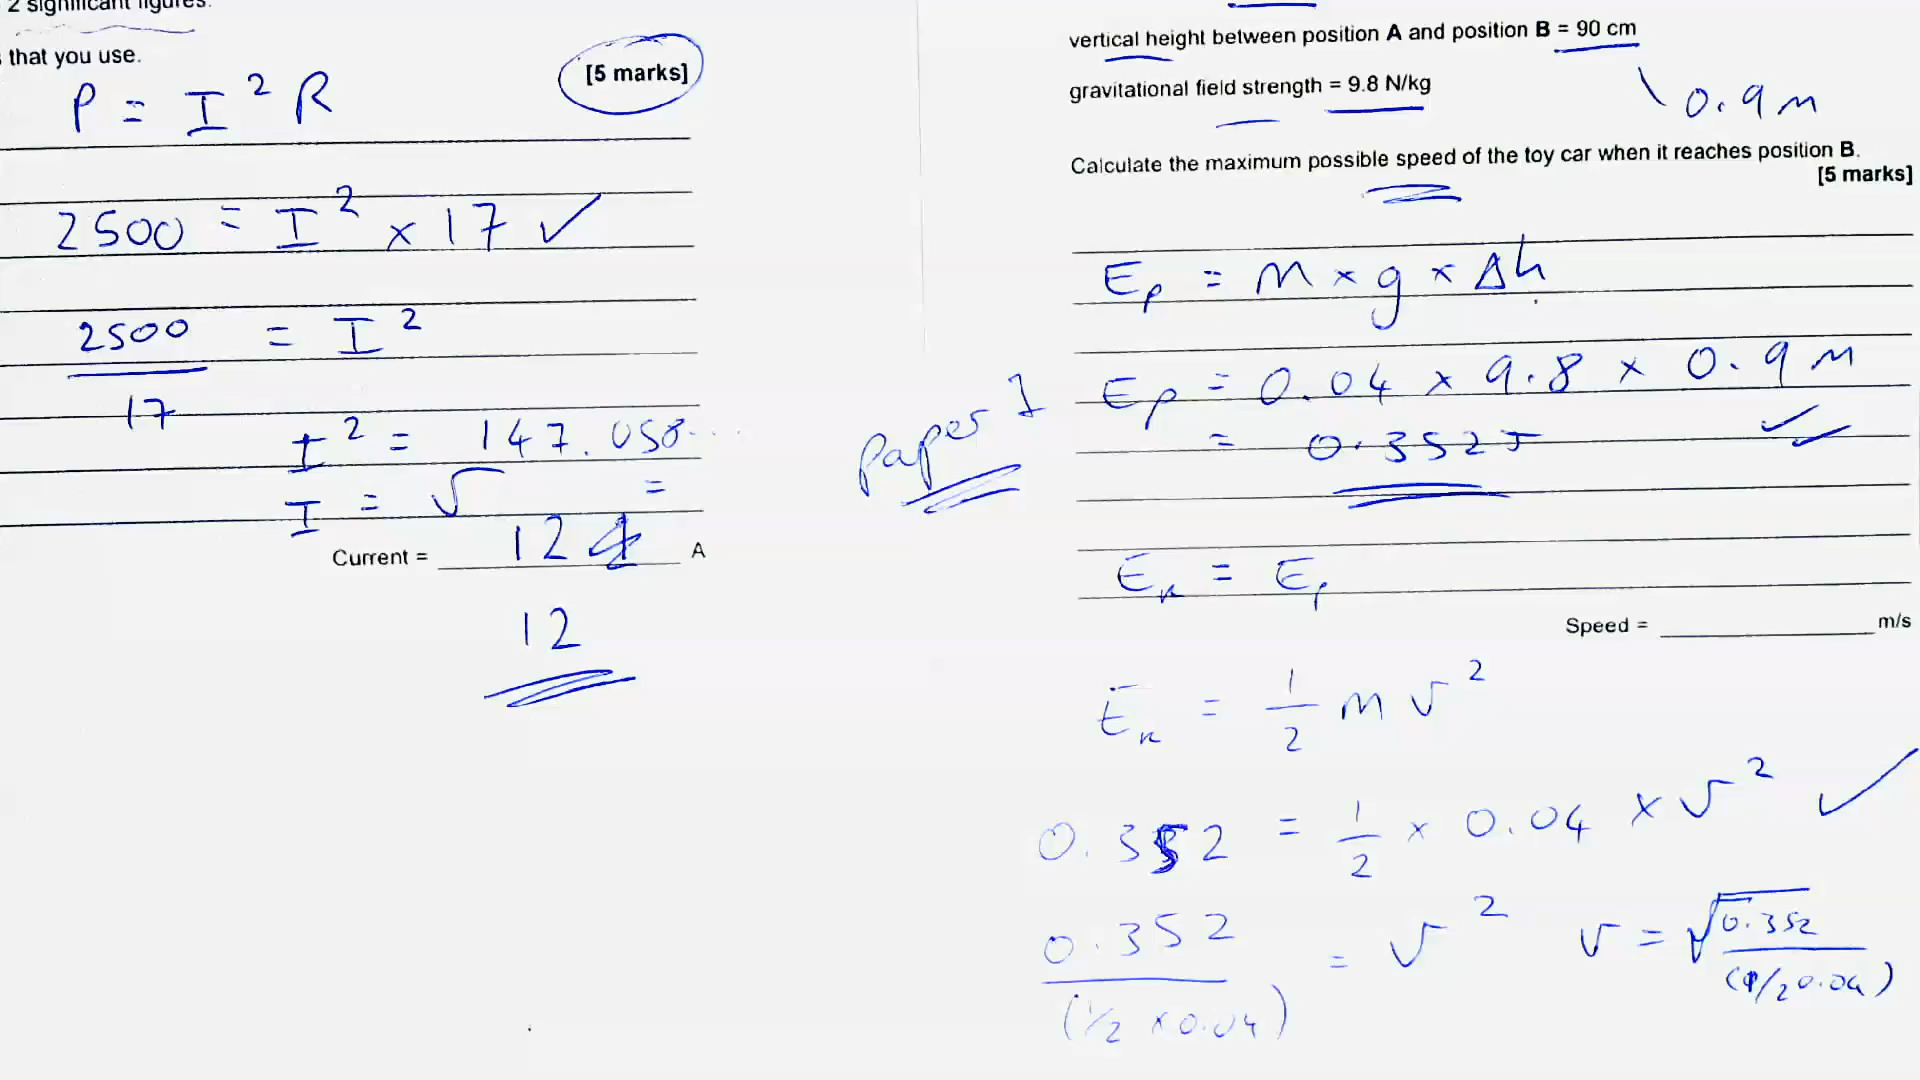 2 significant figures.
that you use.
[5 marks]
P = I² R
2500 = I² × 17 ✓
2500 = I²
17
I² = 147.058...
I = √ =
Current = 12 A
12
Paper 1
vertical height between position A and position B = 90 cm
0.9 m
gravitational field strength = 9.8 N/kg
Calculate the maximum possible speed of the toy car when it reaches position B.
[5 marks]
Ep = m × g × Δh
Ep = 0.04 × 9.8 × 0.9 m
= 0.352 J ✓✓
Ek = Ep
Speed = m/s
Ek = 1/2 m v²
0.352 = 1/2 × 0.04 × v² ✓
0.352 / (1/2 × 0.04) = v² v = √0.352 / (1/2 0.04)